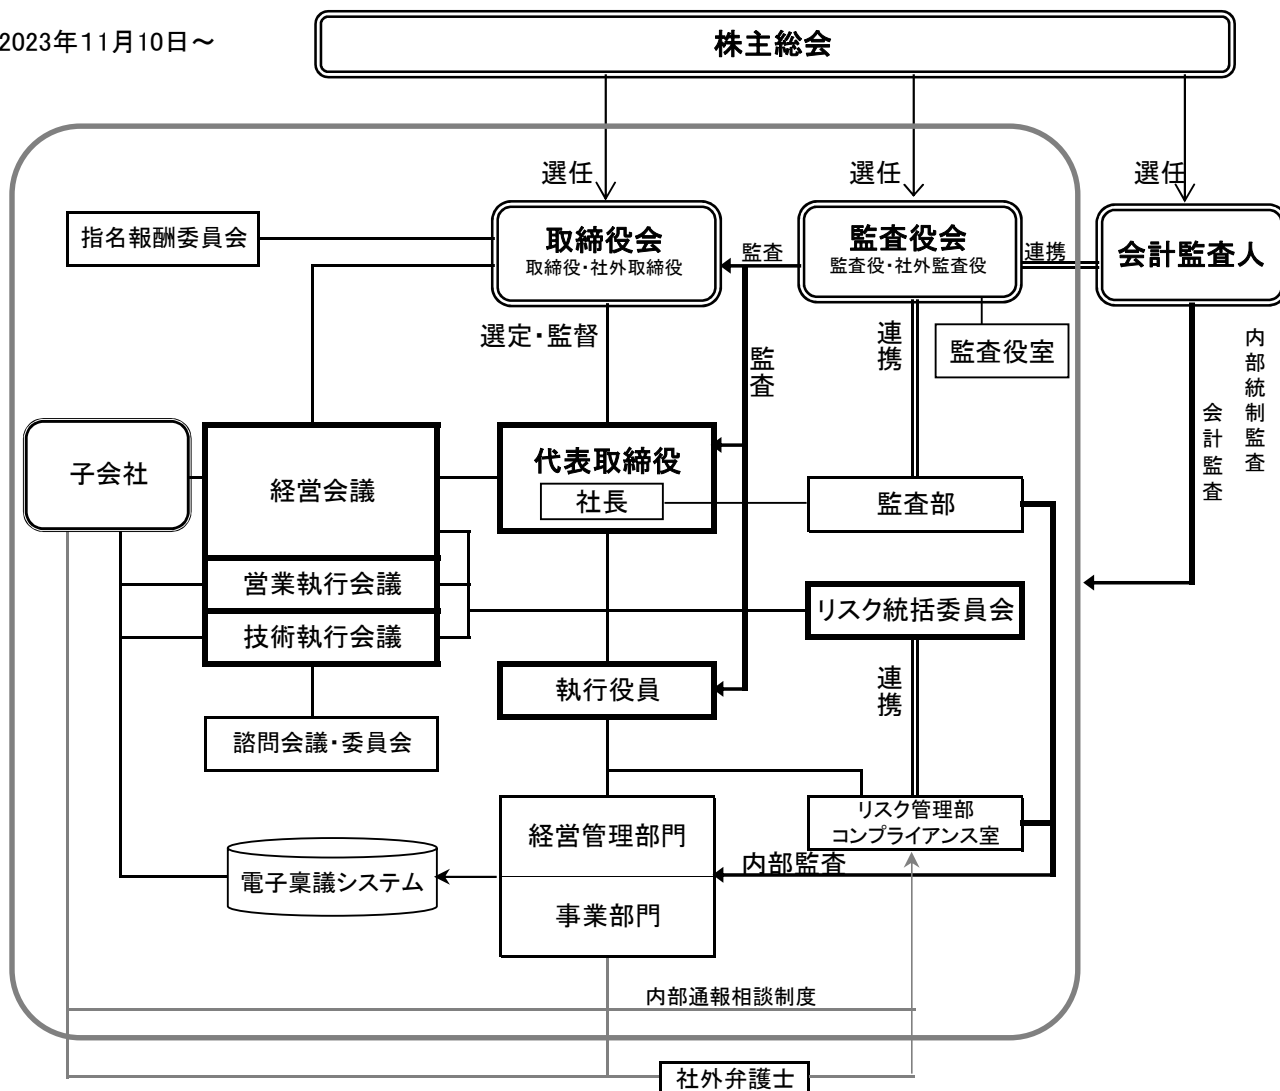 2023年11月10日～
株主総会
選任
選任
選任
指名報酬委員会
取締役会
取締役・社外取締役
監査
監査役会
監査役・社外監査役
連携
会計監査人
選定・監督
監査
連携
監査役室
内部統制監査
会計監査
子会社
経営会議
代表取締役
社長
監査部
営業執行会議
技術執行会議
リスク統括委員会
執行役員
連携
諮問会議・委員会
経営管理部門
リスク管理部
コンプライアンス室
内部監査
電子稟議システム
事業部門
内部通報相談制度
社外弁護士